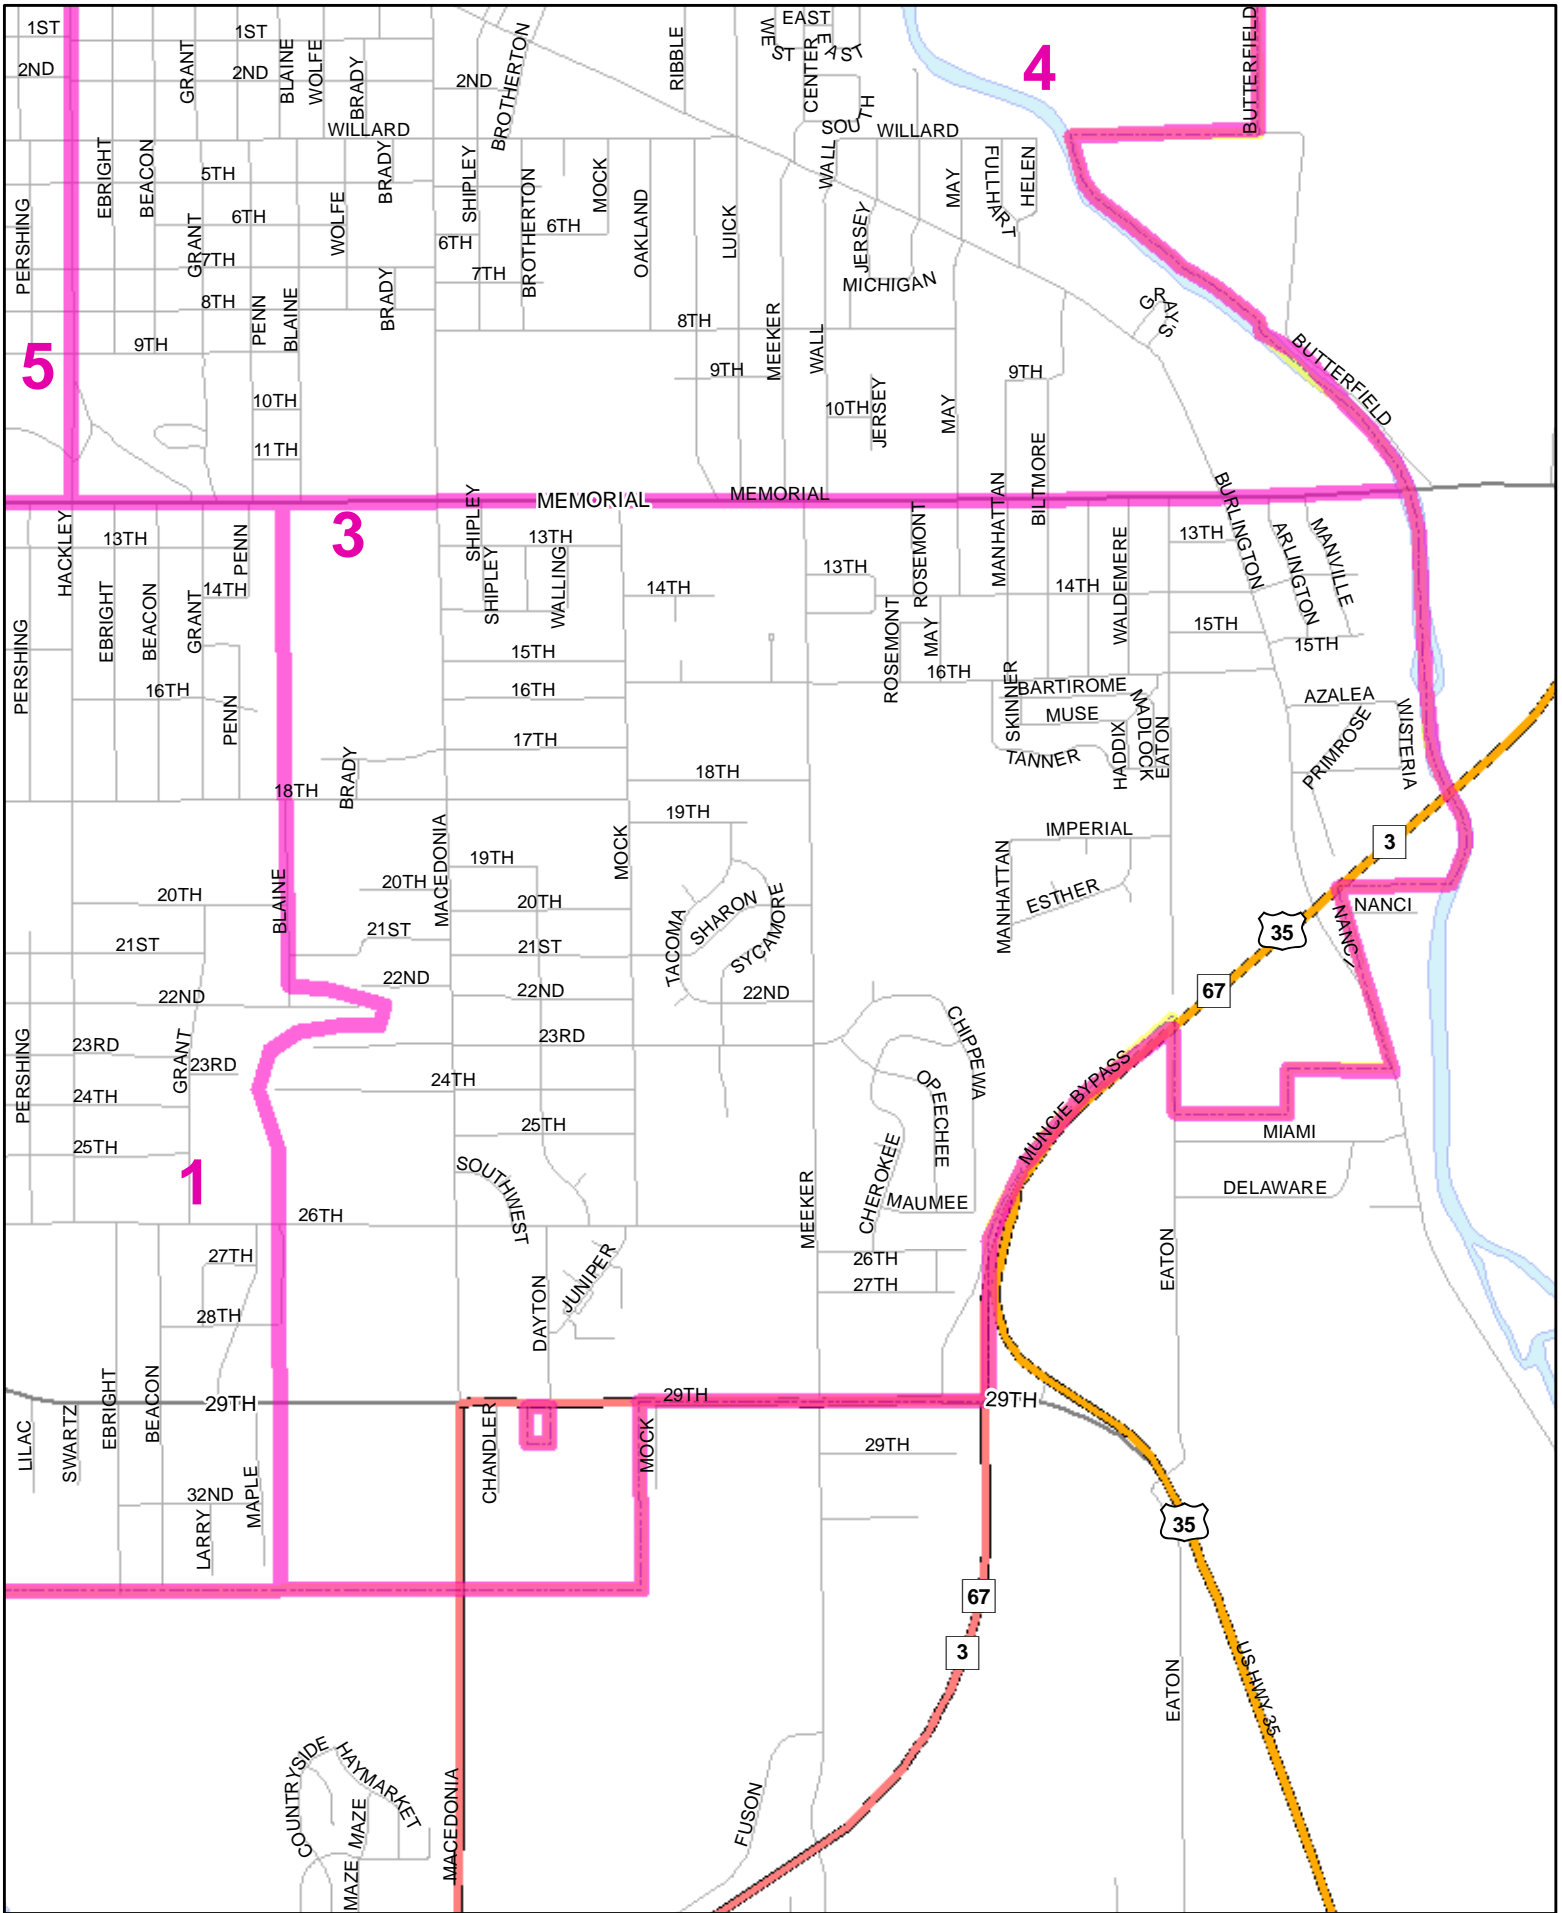 1ST
1ST
EAST
WEST
EAST
2ND
GRANT
2ND
BLAINE
WOLFE
BRADY
2ND
BROTHERTON
RIBBLE
CENTER
SOUTH
4
BUTTERFIELD
WILLARD
WILLARD
EBRIGHT
BEACON
5TH
BRADY
SHIPLEY
MOCK
WALL
MAY
FULLHART
HELEN
PERSHING
GRANT
6TH
WOLFE
6TH
BROTHERTON
6TH
OAKLAND
LUICK
JERSEY
7TH
7TH
MICHIGAN
8TH
PENN
BLAINE
BRADY
8TH
MEEKER
WALL
GRAY'S
5
9TH
9TH
9TH
BUTTERFIELD
10TH
10TH
JERSEY
MAY
11TH
BILTMORE
MEMORIAL
MEMORIAL
3
HACKLEY
13TH
PENN
SHIPLEY
13TH
ROSEMONT
MANHATTAN
BURLINGTON
13TH
ARLINGTON
MANVILLE
PERSHING
EBRIGHT
BEACON
GRANT
14TH
SHIPLEY
WALLING
14TH
13TH
14TH
WALDEMERE
15TH
ROSEMONT
MAY
15TH
15TH
16TH
PENN
16TH
16TH
SKINNER
BARTIROME
MUSE
MADLOCK
AZALEA
PRIMROSE
WISTERIA
17TH
TANNER
HADDIX
EATON
18TH
BRADY
18TH
MACEDONIA
MOCK
19TH
IMPERIAL
3
19TH
20TH
BLAINE
20TH
20TH
TACOMA
SHARON
SYCAMORE
MANHATTAN
ESTHER
NANCI
NANCI
21ST
21ST
21ST
35
22ND
22ND
22ND
22ND
67
PERSHING
23RD
GRANT
23RD
23RD
CHIPPEWA
24TH
24TH
OPEECHEE
MUNCIE BYPASS
25TH
25TH
MIAMI
1
SOUTHWEST
MEEKER
CHEROKEE
MAUMEE
DELAWARE
26TH
27TH
DAYTON
JUNIPER
26TH
27TH
EATON
28TH
LILAC
SWARTZ
EBRIGHT
BEACON
29TH
29TH
29TH
CHANDLER
MOCK
29TH
32ND
LARRY
MAPLE
35
67
3
EATON
US HWY 35
COUNTRYSIDE
HAYMARKET
MAZE
MAZE
MACEDONIA
FUSON